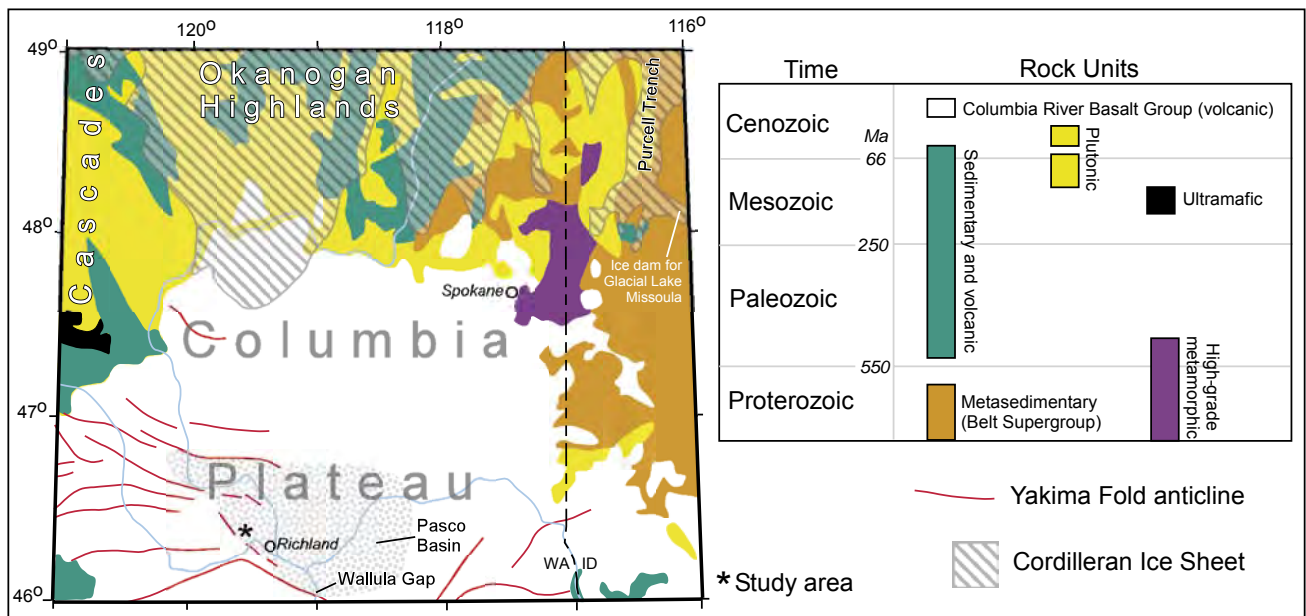 120°
118°
116°
49°
48°
47°
46°
Cascades
Okanogan
Highlands
Purcell Trench
Ice dam for
Glacial Lake
Missoula
Spokane
Columbia
Plateau
Pasco
Basin
Richland
Wallula Gap
WA
ID
Time
Rock Units
Cenozoic
Mesozoic
Paleozoic
Proterozoic
Ma
66
250
550
Columbia River Basalt Group (volcanic)
Sedimentary and volcanic
Plutonic
Ultramafic
Metasedimentary
(Belt Supergroup)
High-grade
metamorphic
Yakima Fold anticline
Cordilleran Ice Sheet
* Study area
*